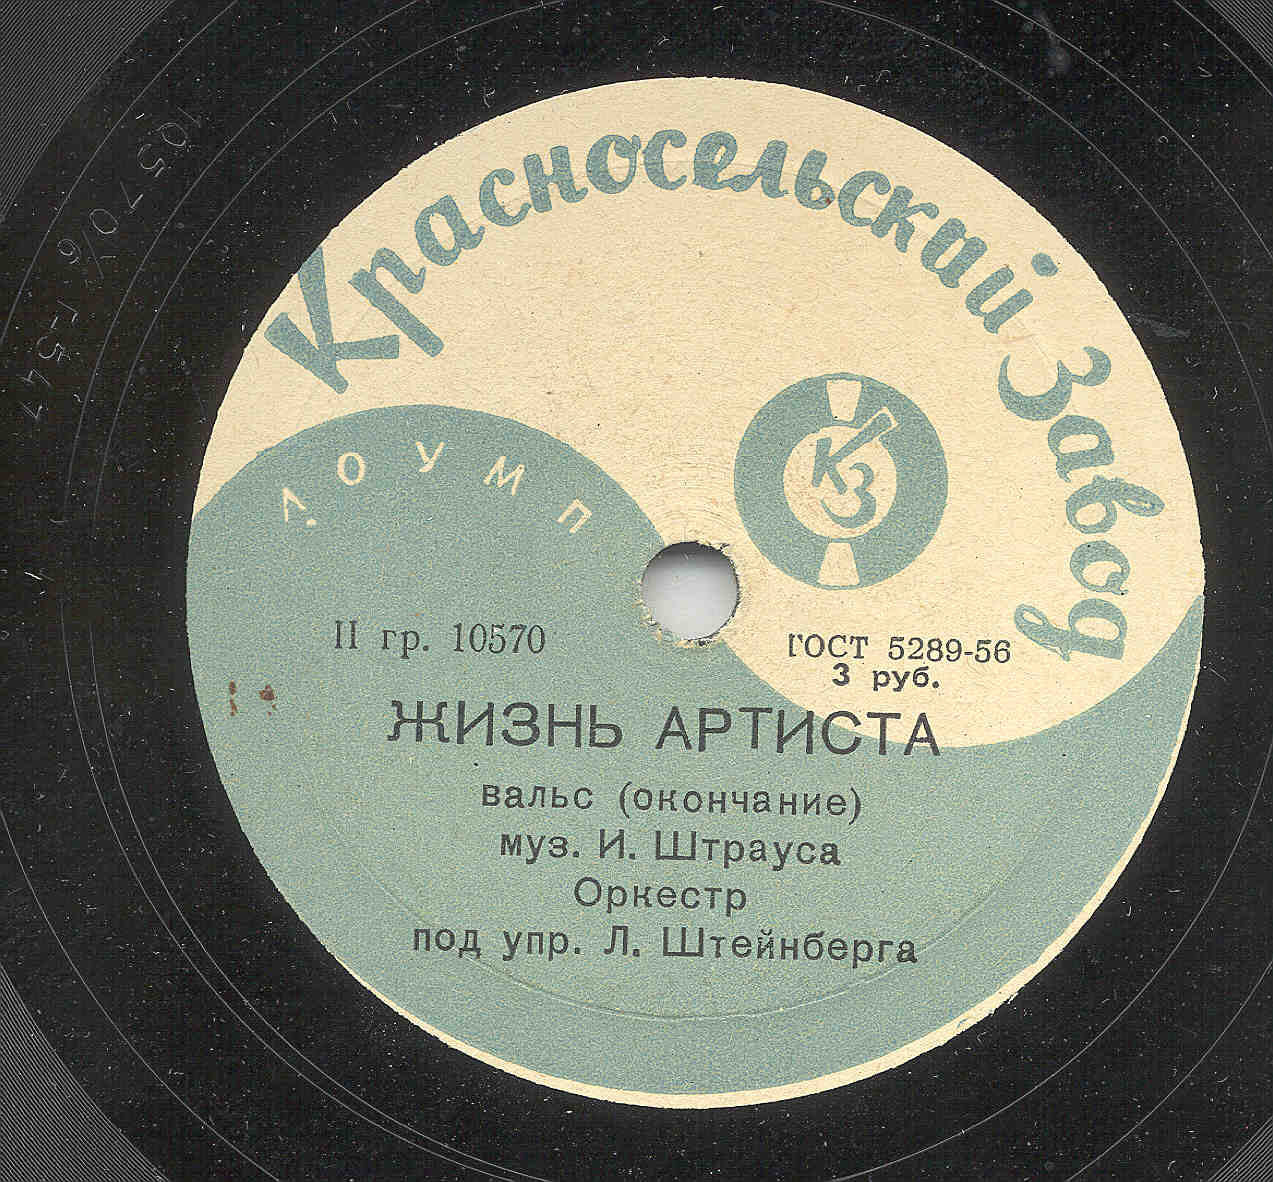 Красносельский Завод
ЛОУМП
КЗ
II гр. 10570
ГОСТ 5289-56
3 руб.
ЖИЗНЬ АРТИСТА
вальс (окончание)
муз. И. Штрауса
Оркестр
под упр. Л. Штейнберга